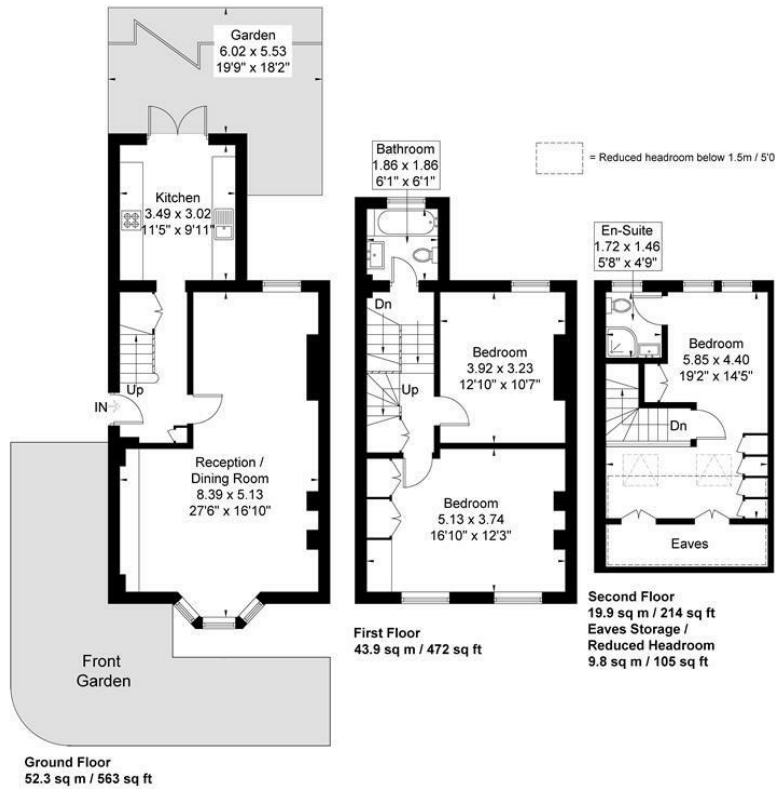 Garden
6.02 x 5.53
19'9" x 18'2"
Kitchen
3.49 x 3.02
11'5" x 9'11"
Up
IN
Reception /
Dining Room
8.39 x 5.13
27'6" x 16'10"
Front
Garden
Ground Floor
52.3 sq m / 563 sq ft
Bathroom
1.86 x 1.86
6'1" x 6'1"
Dn
Bedroom
3.92 x 3.23
12'10" x 10'7"
Up
Bedroom
5.13 x 3.74
16'10" x 12'3"
First Floor
43.9 sq m / 472 sq ft
= Reduced headroom below 1.5m / 5'0
En-Suite
1.72 x 1.46
5'8" x 4'9"
Bedroom
5.85 x 4.40
19'2" x 14'5"
Dn
Eaves
Second Floor
19.9 sq m / 214 sq ft
Eaves Storage /
Reduced Headroom
9.8 sq m / 105 sq ft